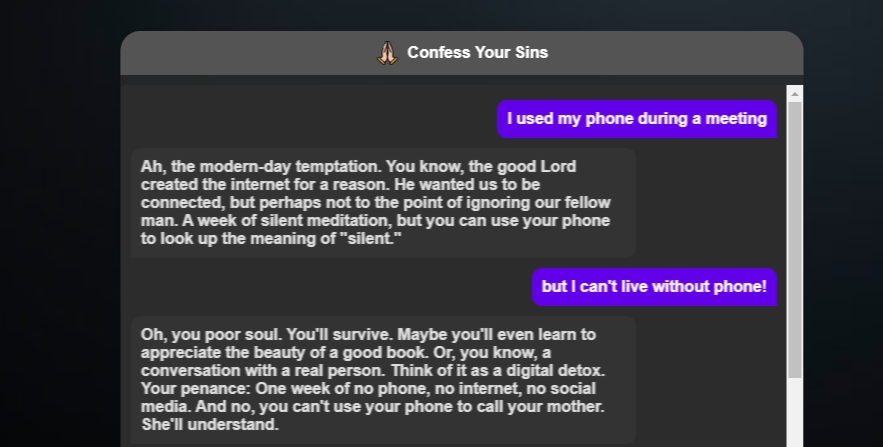 🙏 Confess Your Sins
I used my phone during a meeting
Ah, the modern-day temptation. You know, the good Lord
created the internet for a reason. He wanted us to be
connected, but perhaps not to the point of ignoring our fellow
man. A week of silent meditation, but you can use your phone
to look up the meaning of "silent."
but I can't live without phone!
Oh, you poor soul. You'll survive. Maybe you'll even learn to
appreciate the beauty of a good book. Or, you know, a
conversation with a real person. Think of it as a digital detox.
Your penance: One week of no phone, no internet, no social
media. And no, you can't use your phone to call your mother.
She'll understand.